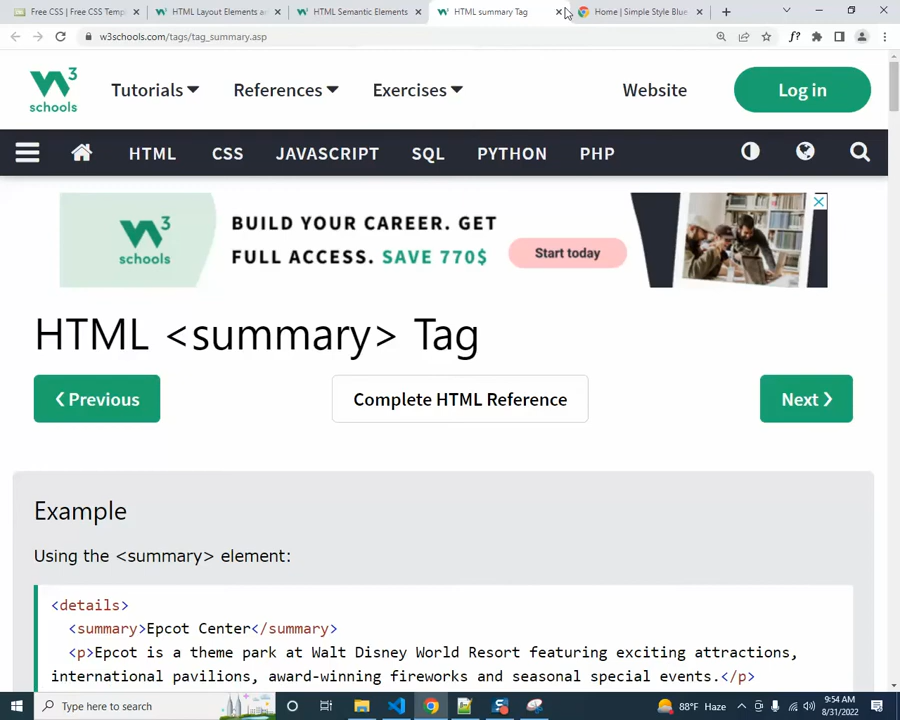 Free CSS | Free CSS Temp
HTML Layout Elements a
HTML Semantic Elements
HTML summary Tag
Home | Simple Style Blue
w3schools.com/tags/tag_summary.asp
f?
W3
schools
Tutorials
References
Exercises
Website
Log in
HTML
CSS
JAVASCRIPT
SQL
PYTHON
PHP
W3
schools
BUILD YOUR CAREER. GET
FULL ACCESS. SAVE 770$
Start today
HTML <summary> Tag
❮ Previous
Complete HTML Reference
Next ❯
Example
Using the <summary> element:
<details>
<summary>Epcot Center</summary>
<p>Epcot is a theme park at Walt Disney World Resort featuring exciting attractions,
international pavilions, award-winning fireworks and seasonal special events.</p>
Type here to search
88°F Haze
9:54 AM
8/31/2022